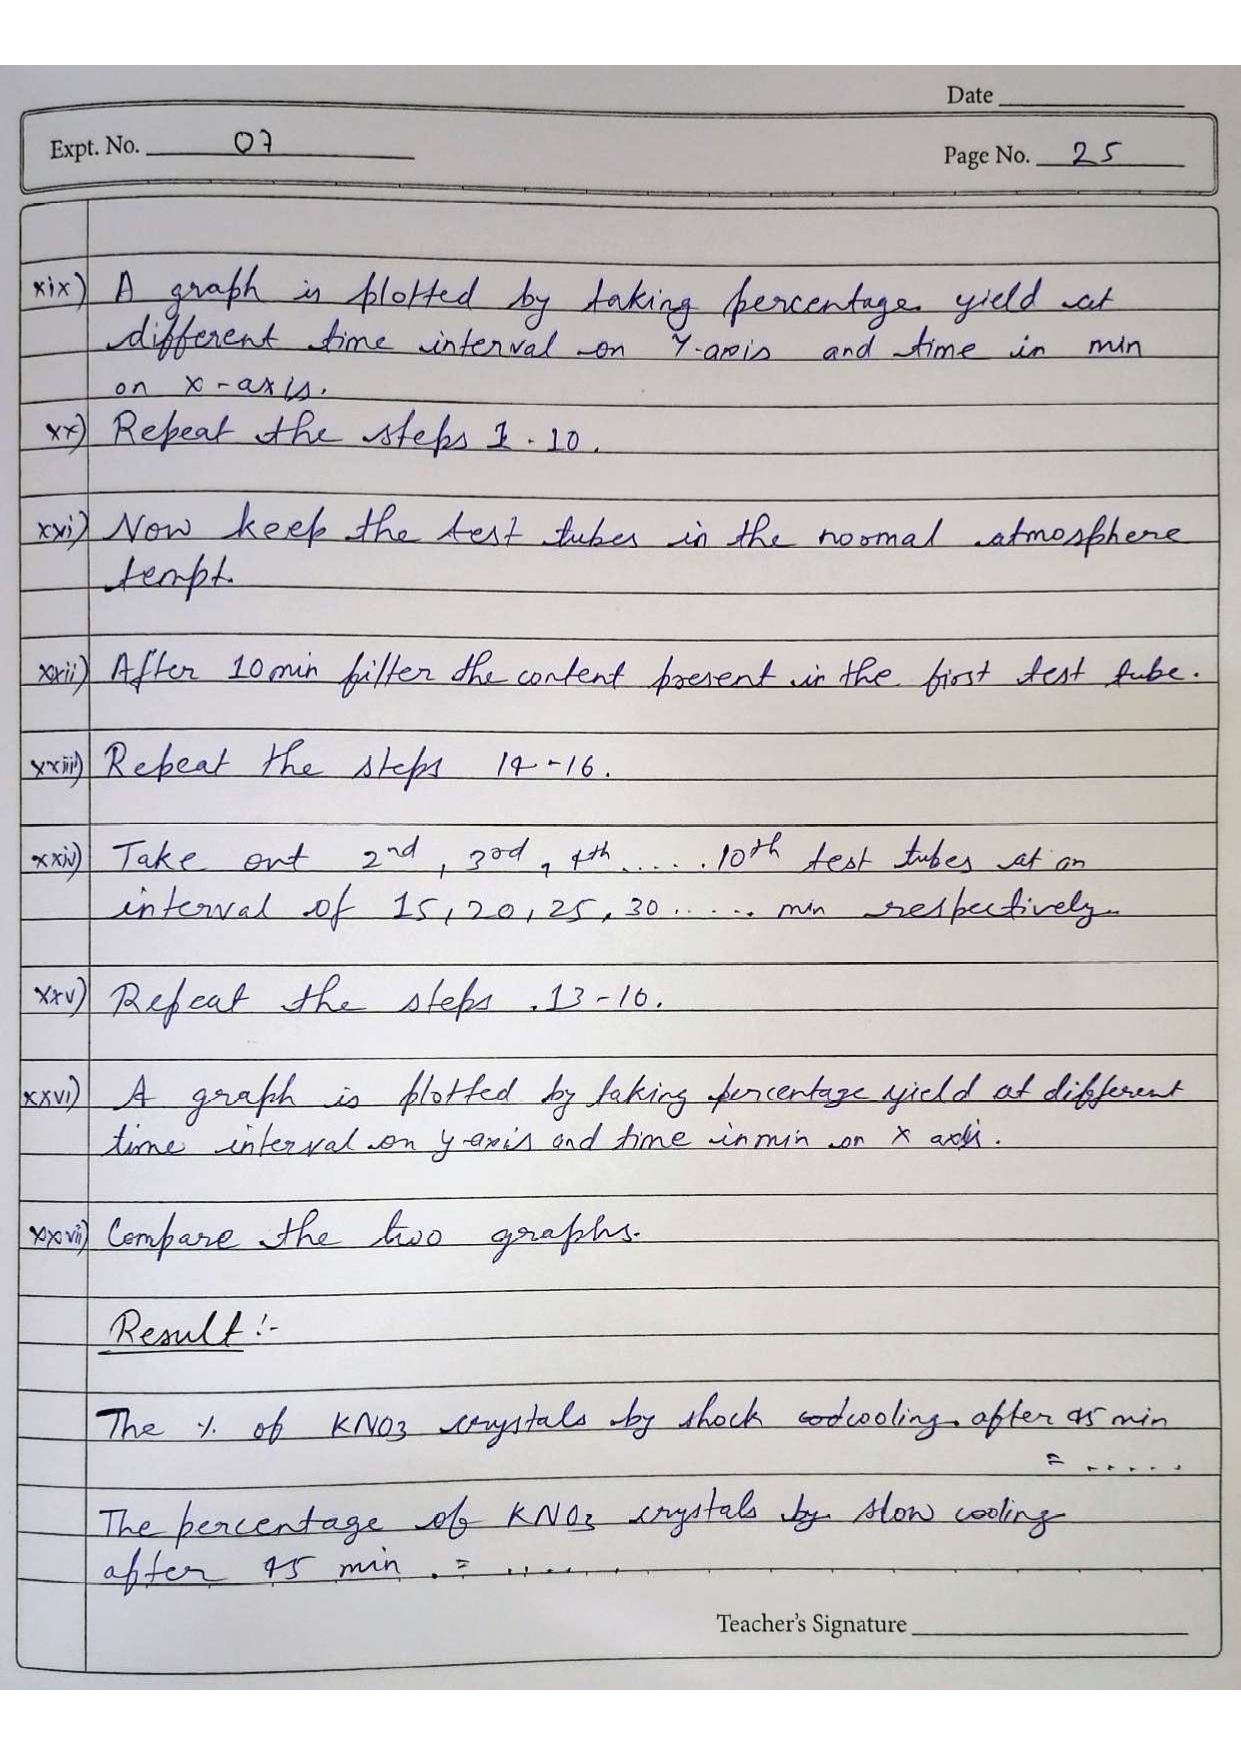 Date
Expt. No. 07
Page No. 25
xix) A graph is plotted by taking percentage yield at
different time interval on Y-axis and time in min
on x-axis.
xx) Repeat the steps 1-10.
xxi) Now keep the test tubes in the normal atmosphere
tempt.
xxii) After 10 min filter the content present in the first test tube.
xxiii) Repeat the steps 14-16.
xxiv) Take out 2nd, 3rd, 4th.....10th test tubes at an
interval of 15, 20, 25, 30...... min respectively.
xxv) Repeat the steps 13-16.
xxvi) A graph is plotted by taking percentage yield at different
time interval on y-axis and time in min on x axis.
xxvii) Compare the two graphs.
Result:-
The % of KNO3 crystals by shock cooling after 45 min
= .....
The percentage of KNO3 crystals by slow cooling
after 45 min. = ......
Teacher's Signature